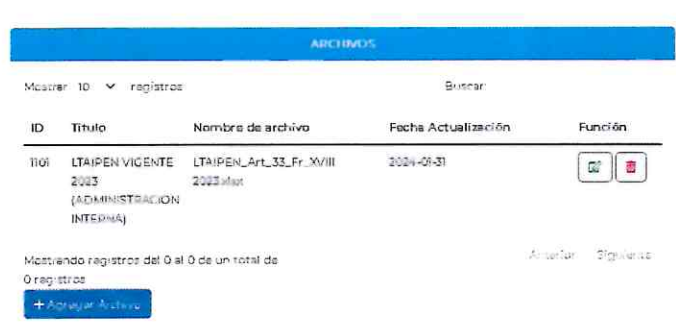 ARCHIVOS
Mostrar 10 registros
Buscar:
ID Titulo Nombre de archivo Fecha Actualización Función
1101 LTAIPEN VIGENTE LTAIPEN_Art_33_Fr_XVIII 2024-01-31
2023 2023.xlsx
(ADMINISTRACION
INTERNA)
Mostrando registros del 0 al 0 de un total de
0 registros
Anterior Siguiente
+ Agregar Archivo